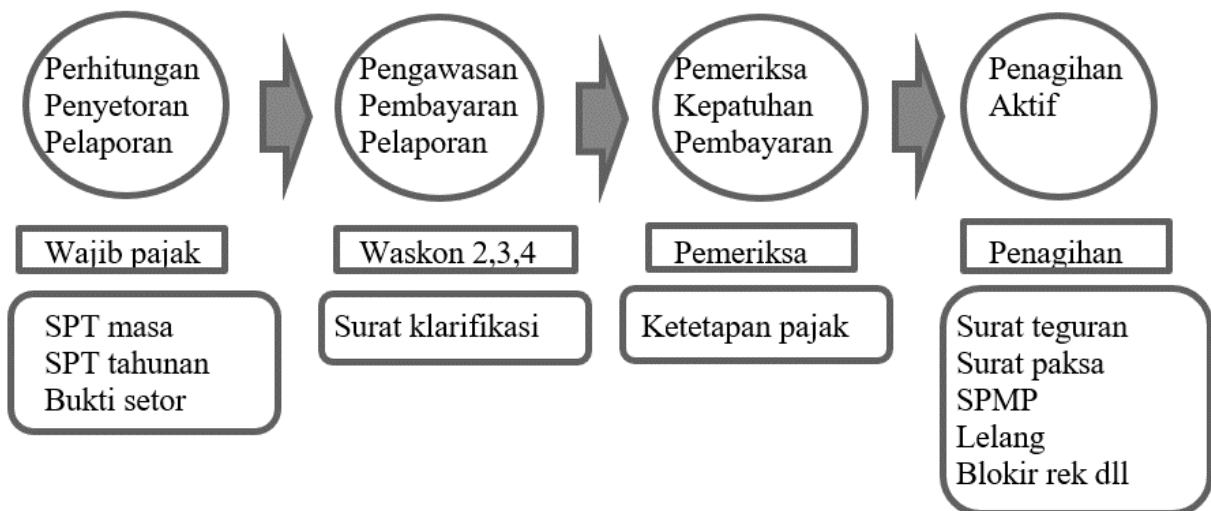 Perhitungan
Penyetoran
Pelaporan
Pengawasan
Pembayaran
Pelaporan
Pemeriksa
Kepatuhan
Pembayaran
Penagihan
Aktif
Wajib pajak
Waskon 2,3,4
Pemeriksa
Penagihan
SPT masa
SPT tahunan
Bukti setor
Surat klarifikasi
Ketetapan pajak
Surat teguran
Surat paksa
SPMP
Lelang
Blokir rek dll